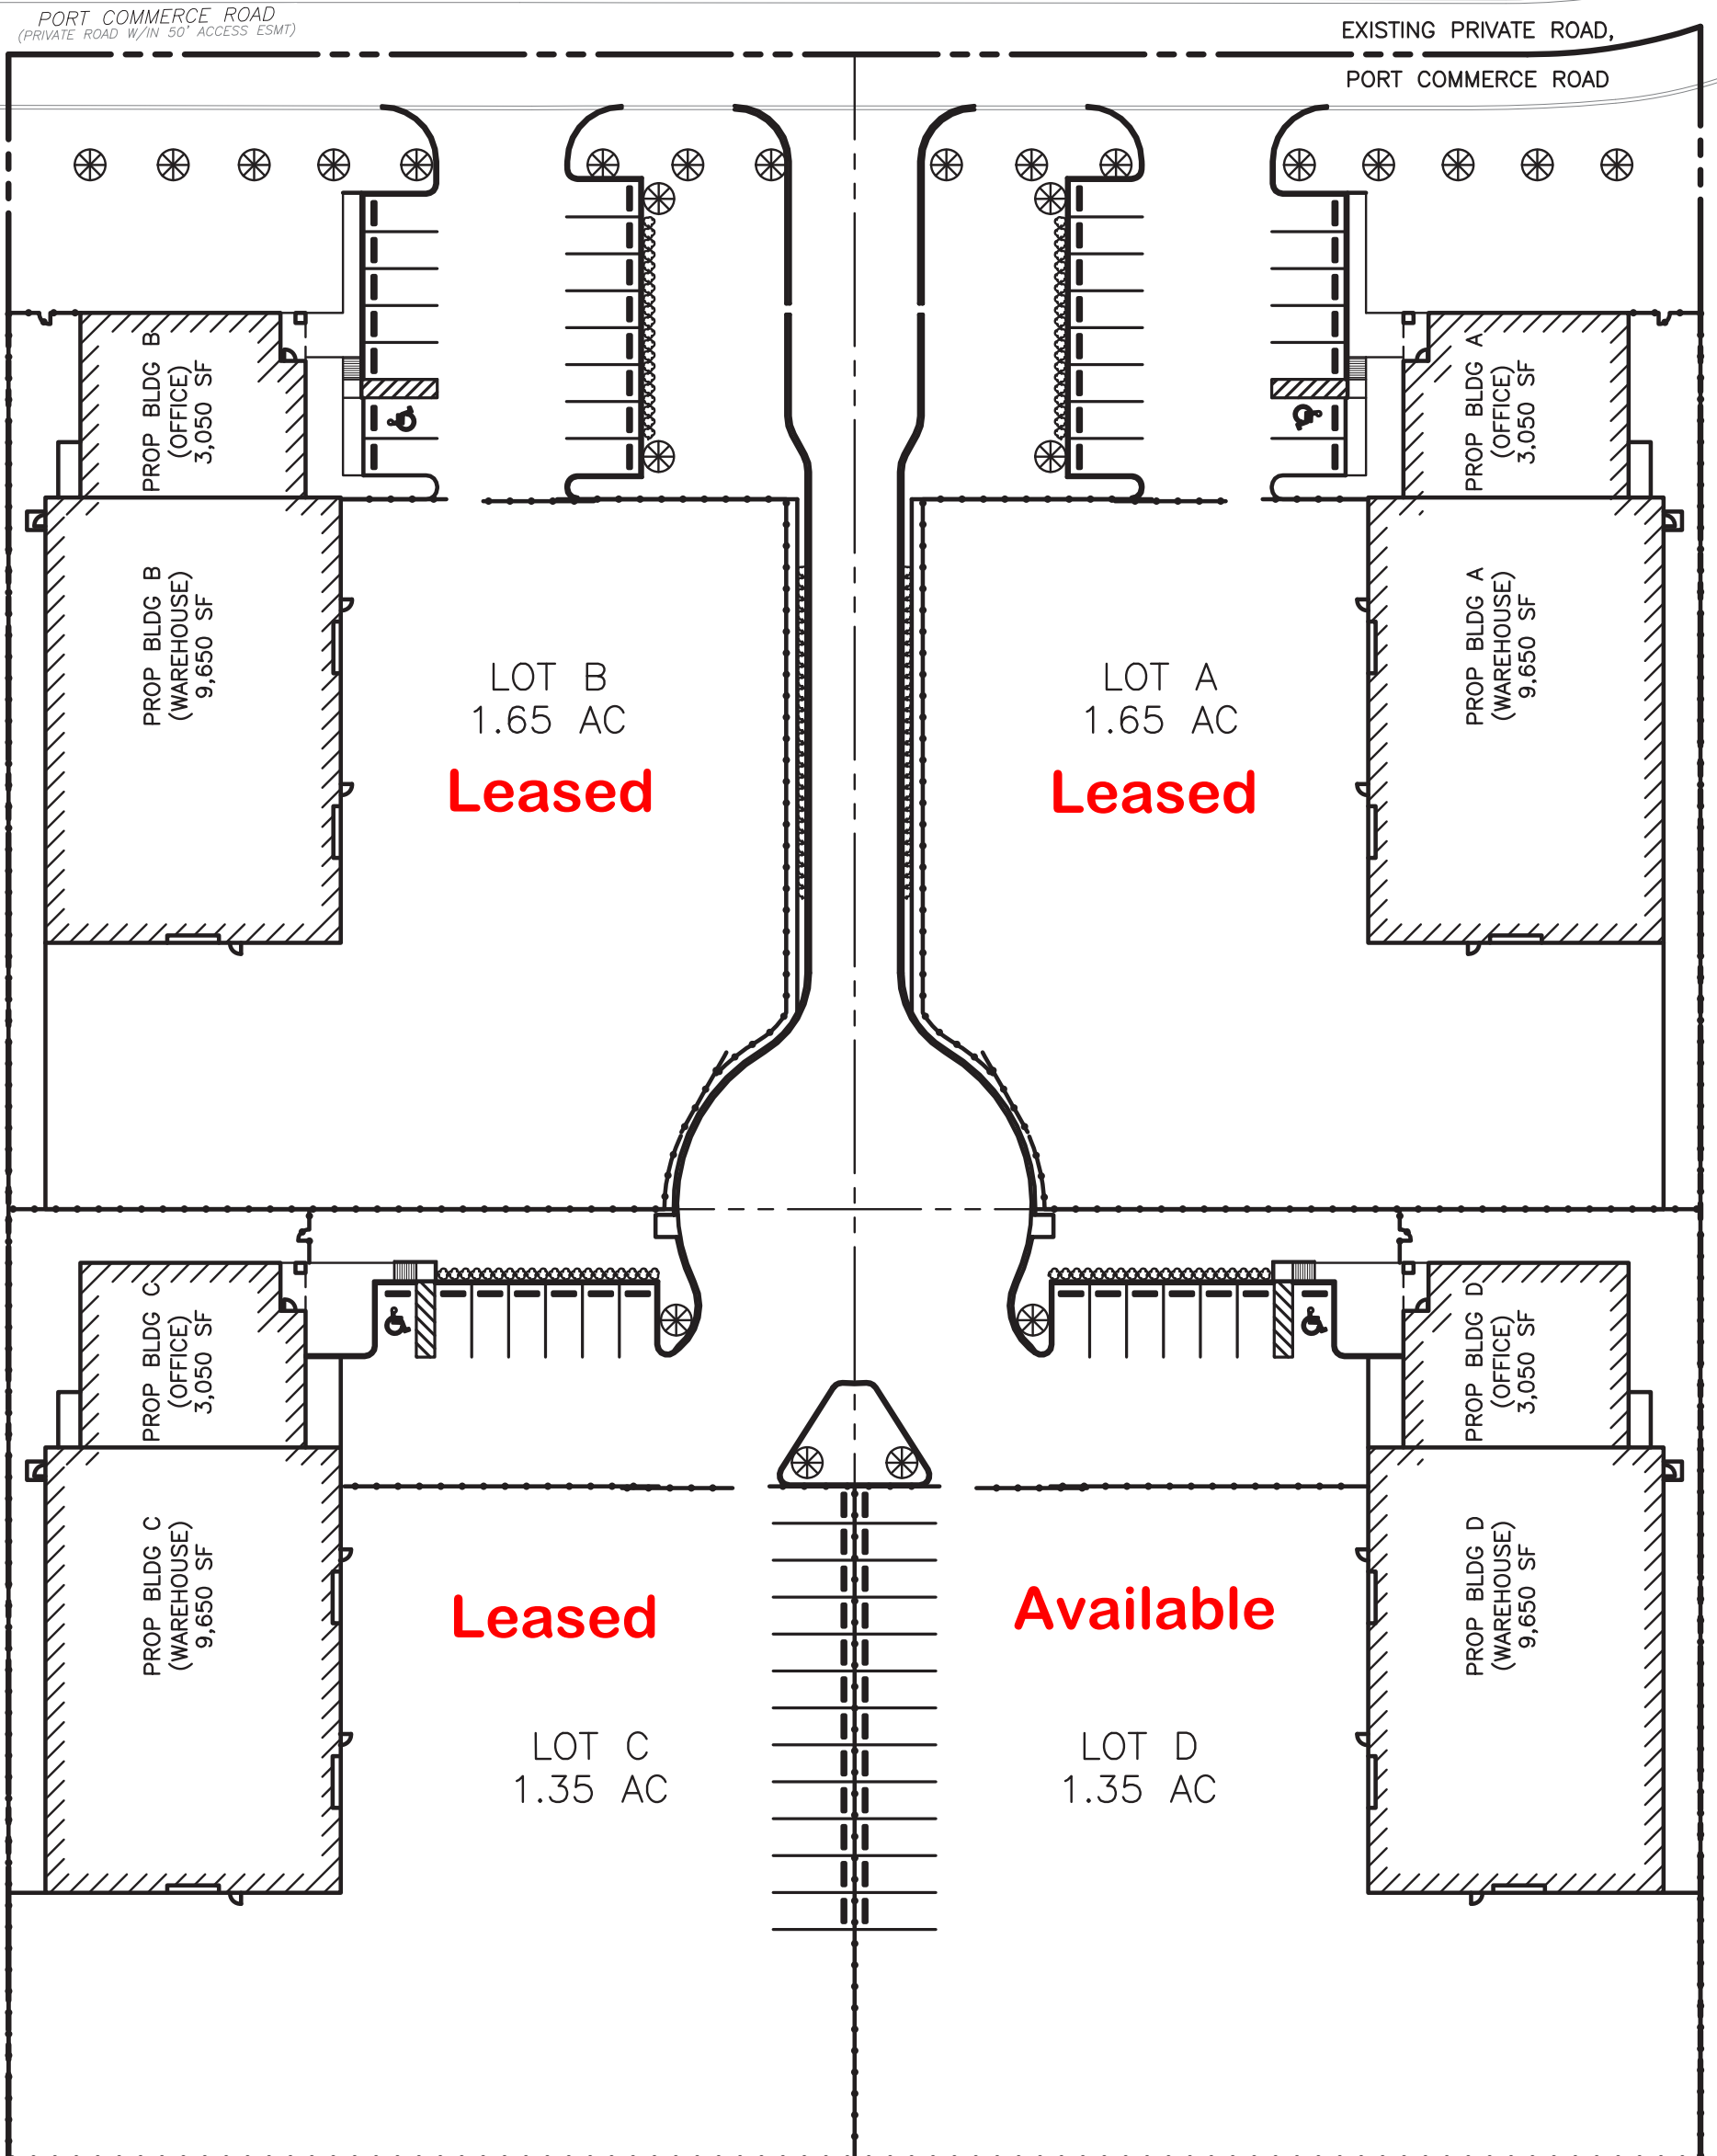 PORT COMMERCE ROAD
(PRIVATE ROAD W/IN 50' ACCESS ESMT)
EXISTING PRIVATE ROAD,
PORT COMMERCE ROAD
PROP BLDG B
(OFFICE)
3,050 SF
PROP BLDG A
(OFFICE)
3,050 SF
PROP BLDG B
(WAREHOUSE)
9,650 SF
LOT B
1.65 AC
Leased
LOT A
1.65 AC
Leased
PROP BLDG A
(WAREHOUSE)
9,650 SF
PROP BLDG C
(OFFICE)
3,050 SF
PROP BLDG D
(OFFICE)
3,050 SF
PROP BLDG C
(WAREHOUSE)
9,650 SF
Leased
LOT C
1.35 AC
Available
LOT D
1.35 AC
PROP BLDG D
(WAREHOUSE)
9,650 SF